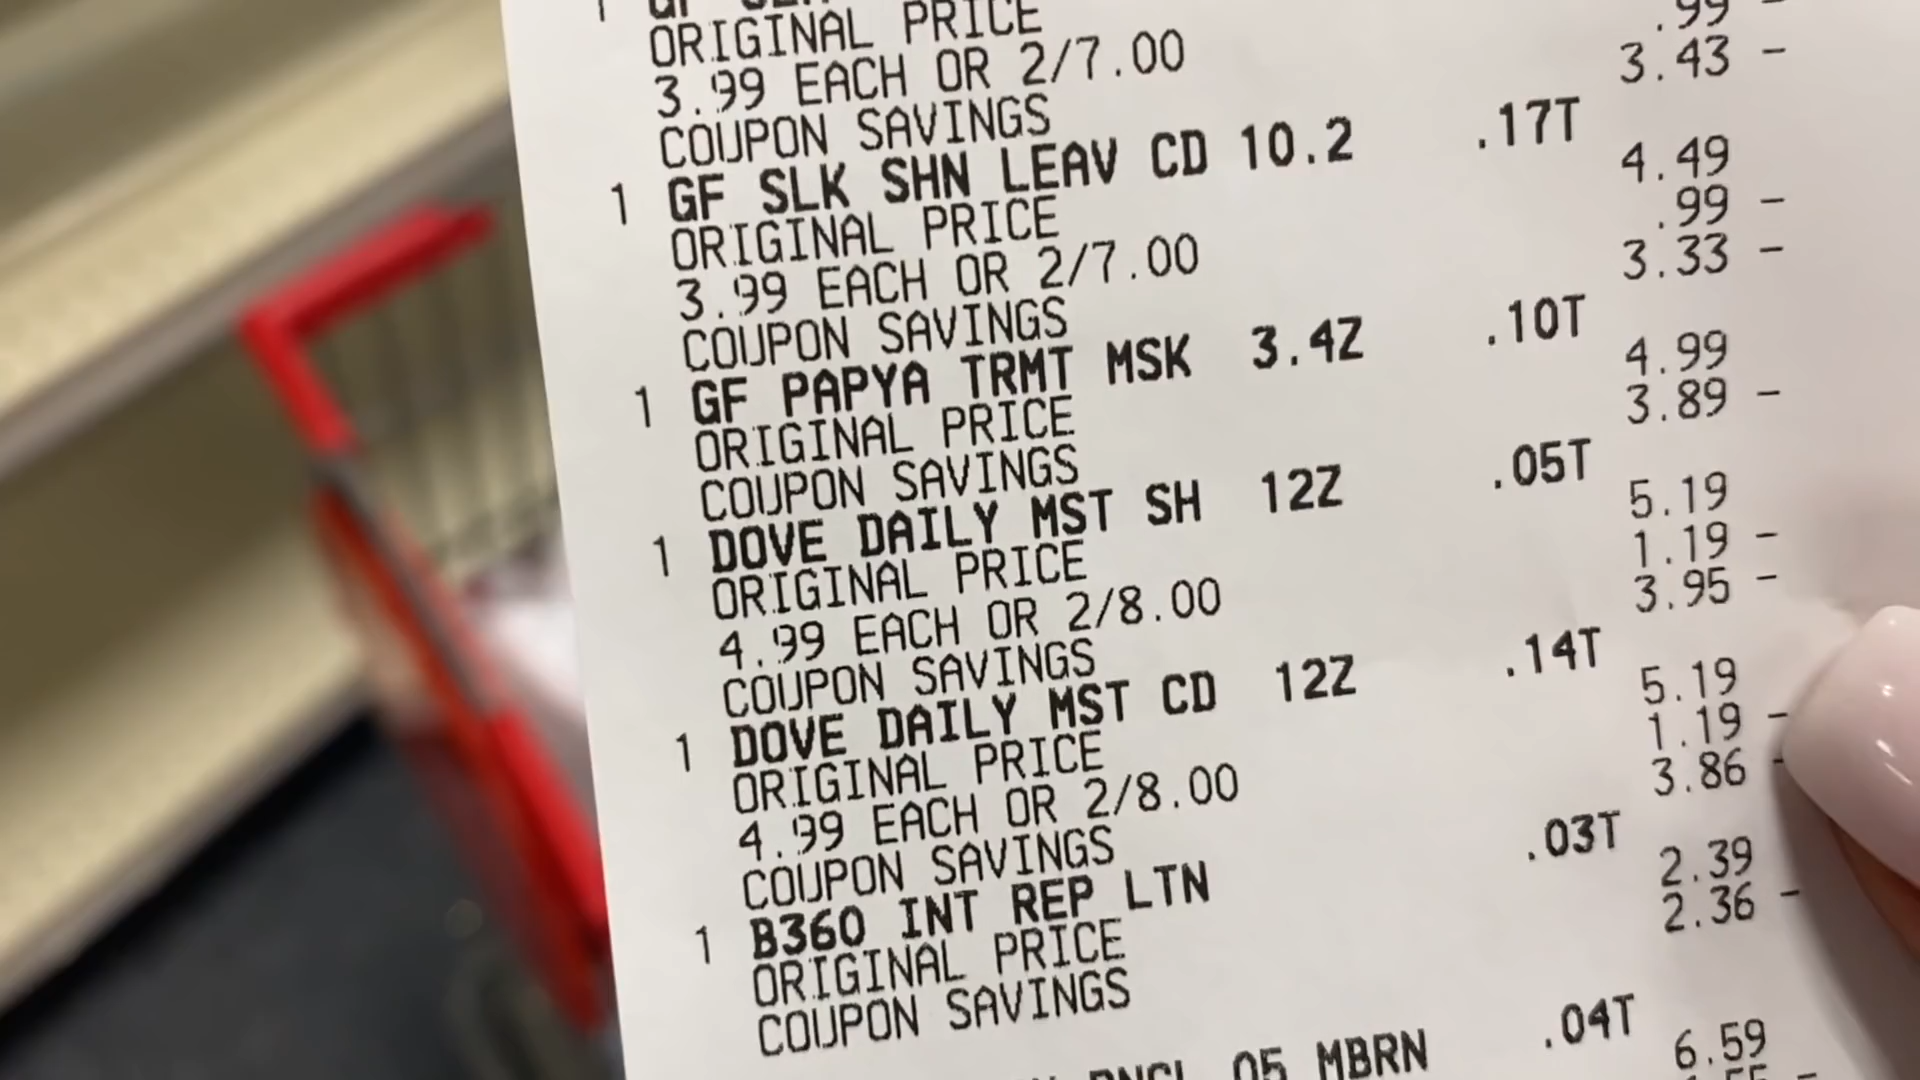 1 GF
ORIGINAL PRICE
3.99 EACH OR 2/7.00 .99 -
COUPON SAVINGS 3.43 -
1 GF SLK SHN LEAV CD 10.2 .17T
ORIGINAL PRICE 4.49
3.99 EACH OR 2/7.00 .99 -
COUPON SAVINGS 3.33 -
1 GF PAPYA TRMT MSK 3.4Z .10T
ORIGINAL PRICE 4.99
COUPON SAVINGS 3.89 -
1 DOVE DAILY MST SH 12Z .05T
ORIGINAL PRICE 5.19
4.99 EACH OR 2/8.00 1.19 -
COUPON SAVINGS 3.95 -
1 DOVE DAILY MST CD 12Z .14T
ORIGINAL PRICE 5.19
4.99 EACH OR 2/8.00 1.19 -
COUPON SAVINGS 3.86 -
1 B360 INT REP LTN .03T
ORIGINAL PRICE 2.39
COUPON SAVINGS 2.36 -
05 MBRN .04T
6.59